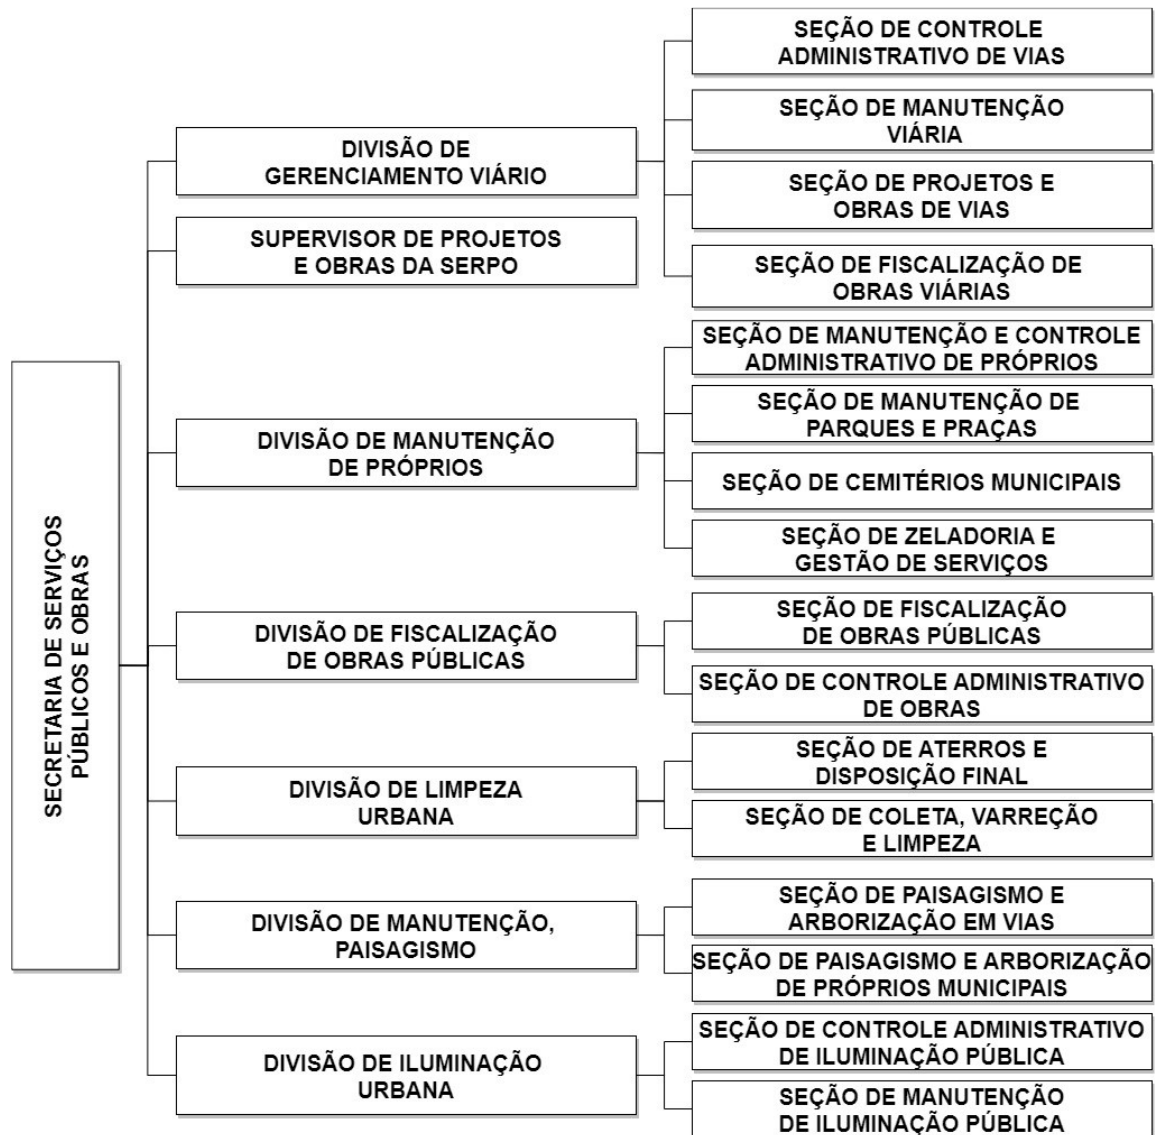 SECRETARIA DE SERVIÇOS
PÚBLICOS E OBRAS
DIVISÃO DE
GERENCIAMENTO VIÁRIO
SEÇÃO DE CONTROLE
ADMINISTRATIVO DE VIAS
SEÇÃO DE MANUTENÇÃO
VIÁRIA
SEÇÃO DE PROJETOS E
OBRAS DE VIAS
SEÇÃO DE FISCALIZAÇÃO DE
OBRAS VIÁRIAS
SUPERVISOR DE PROJETOS
E OBRAS DA SERPO
DIVISÃO DE MANUTENÇÃO
DE PRÓPRIOS
SEÇÃO DE MANUTENÇÃO E CONTROLE
ADMINISTRATIVO DE PRÓPRIOS
SEÇÃO DE MANUTENÇÃO DE
PARQUES E PRAÇAS
SEÇÃO DE CEMITÉRIOS MUNICIPAIS
SEÇÃO DE ZELADORIA E
GESTÃO DE SERVIÇOS
DIVISÃO DE FISCALIZAÇÃO
DE OBRAS PÚBLICAS
SEÇÃO DE FISCALIZAÇÃO
DE OBRAS PÚBLICAS
SEÇÃO DE CONTROLE ADMINISTRATIVO
DE OBRAS
DIVISÃO DE LIMPEZA
URBANA
SEÇÃO DE ATERROS E
DISPOSIÇÃO FINAL
SEÇÃO DE COLETA, VARREÇÃO
E LIMPEZA
DIVISÃO DE MANUTENÇÃO,
PAISAGISMO
SEÇÃO DE PAISAGISMO E
ARBORIZAÇÃO EM VIAS
SEÇÃO DE PAISAGISMO E ARBORIZAÇÃO
DE PRÓPRIOS MUNICIPAIS
DIVISÃO DE ILUMINAÇÃO
URBANA
SEÇÃO DE CONTROLE ADMINISTRATIVO
DE ILUMINAÇÃO PÚBLICA
SEÇÃO DE MANUTENÇÃO
DE ILUMINAÇÃO PÚBLICA